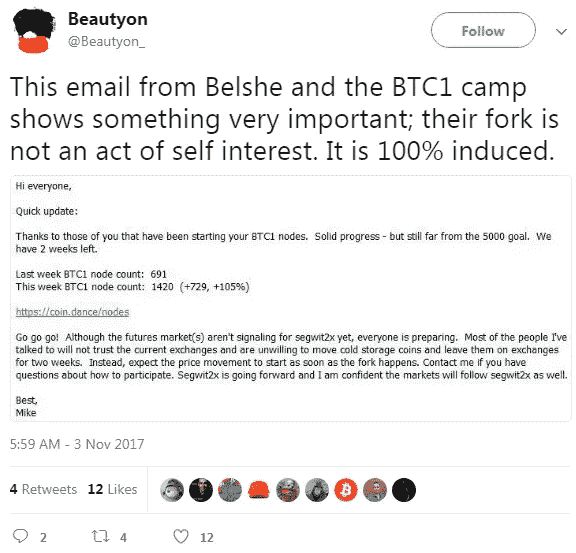 Beautyon
@Beautyon_
Follow
This email from Belshe and the BTC1 camp
shows something very important; their fork is
not an act of self interest. It is 100% induced.
Hi everyone,
Quick update:
Thanks to those of you that have been starting your BTC1 nodes. Solid progress - but still far from the 5000 goal. We
have 2 weeks left.
Last week BTC1 node count: 691
This week BTC1 node count: 1420 (+729, +105%)
https://coin.dance/nodes
Go go go! Although the futures market(s) aren't signaling for segwit2x yet, everyone is preparing. Most of the people I've
talked to will not trust the current exchanges and are unwilling to move cold storage coins and leave them on exchanges
for two weeks. Instead, expect the price movement to start as soon as the fork happens. Contact me if you have
questions about how to participate. Segwit2x is going forward and I am confident the markets will follow segwit2x as well.
Best,
Mike
5:59 AM - 3 Nov 2017
4 Retweets 12 Likes
2 4 12